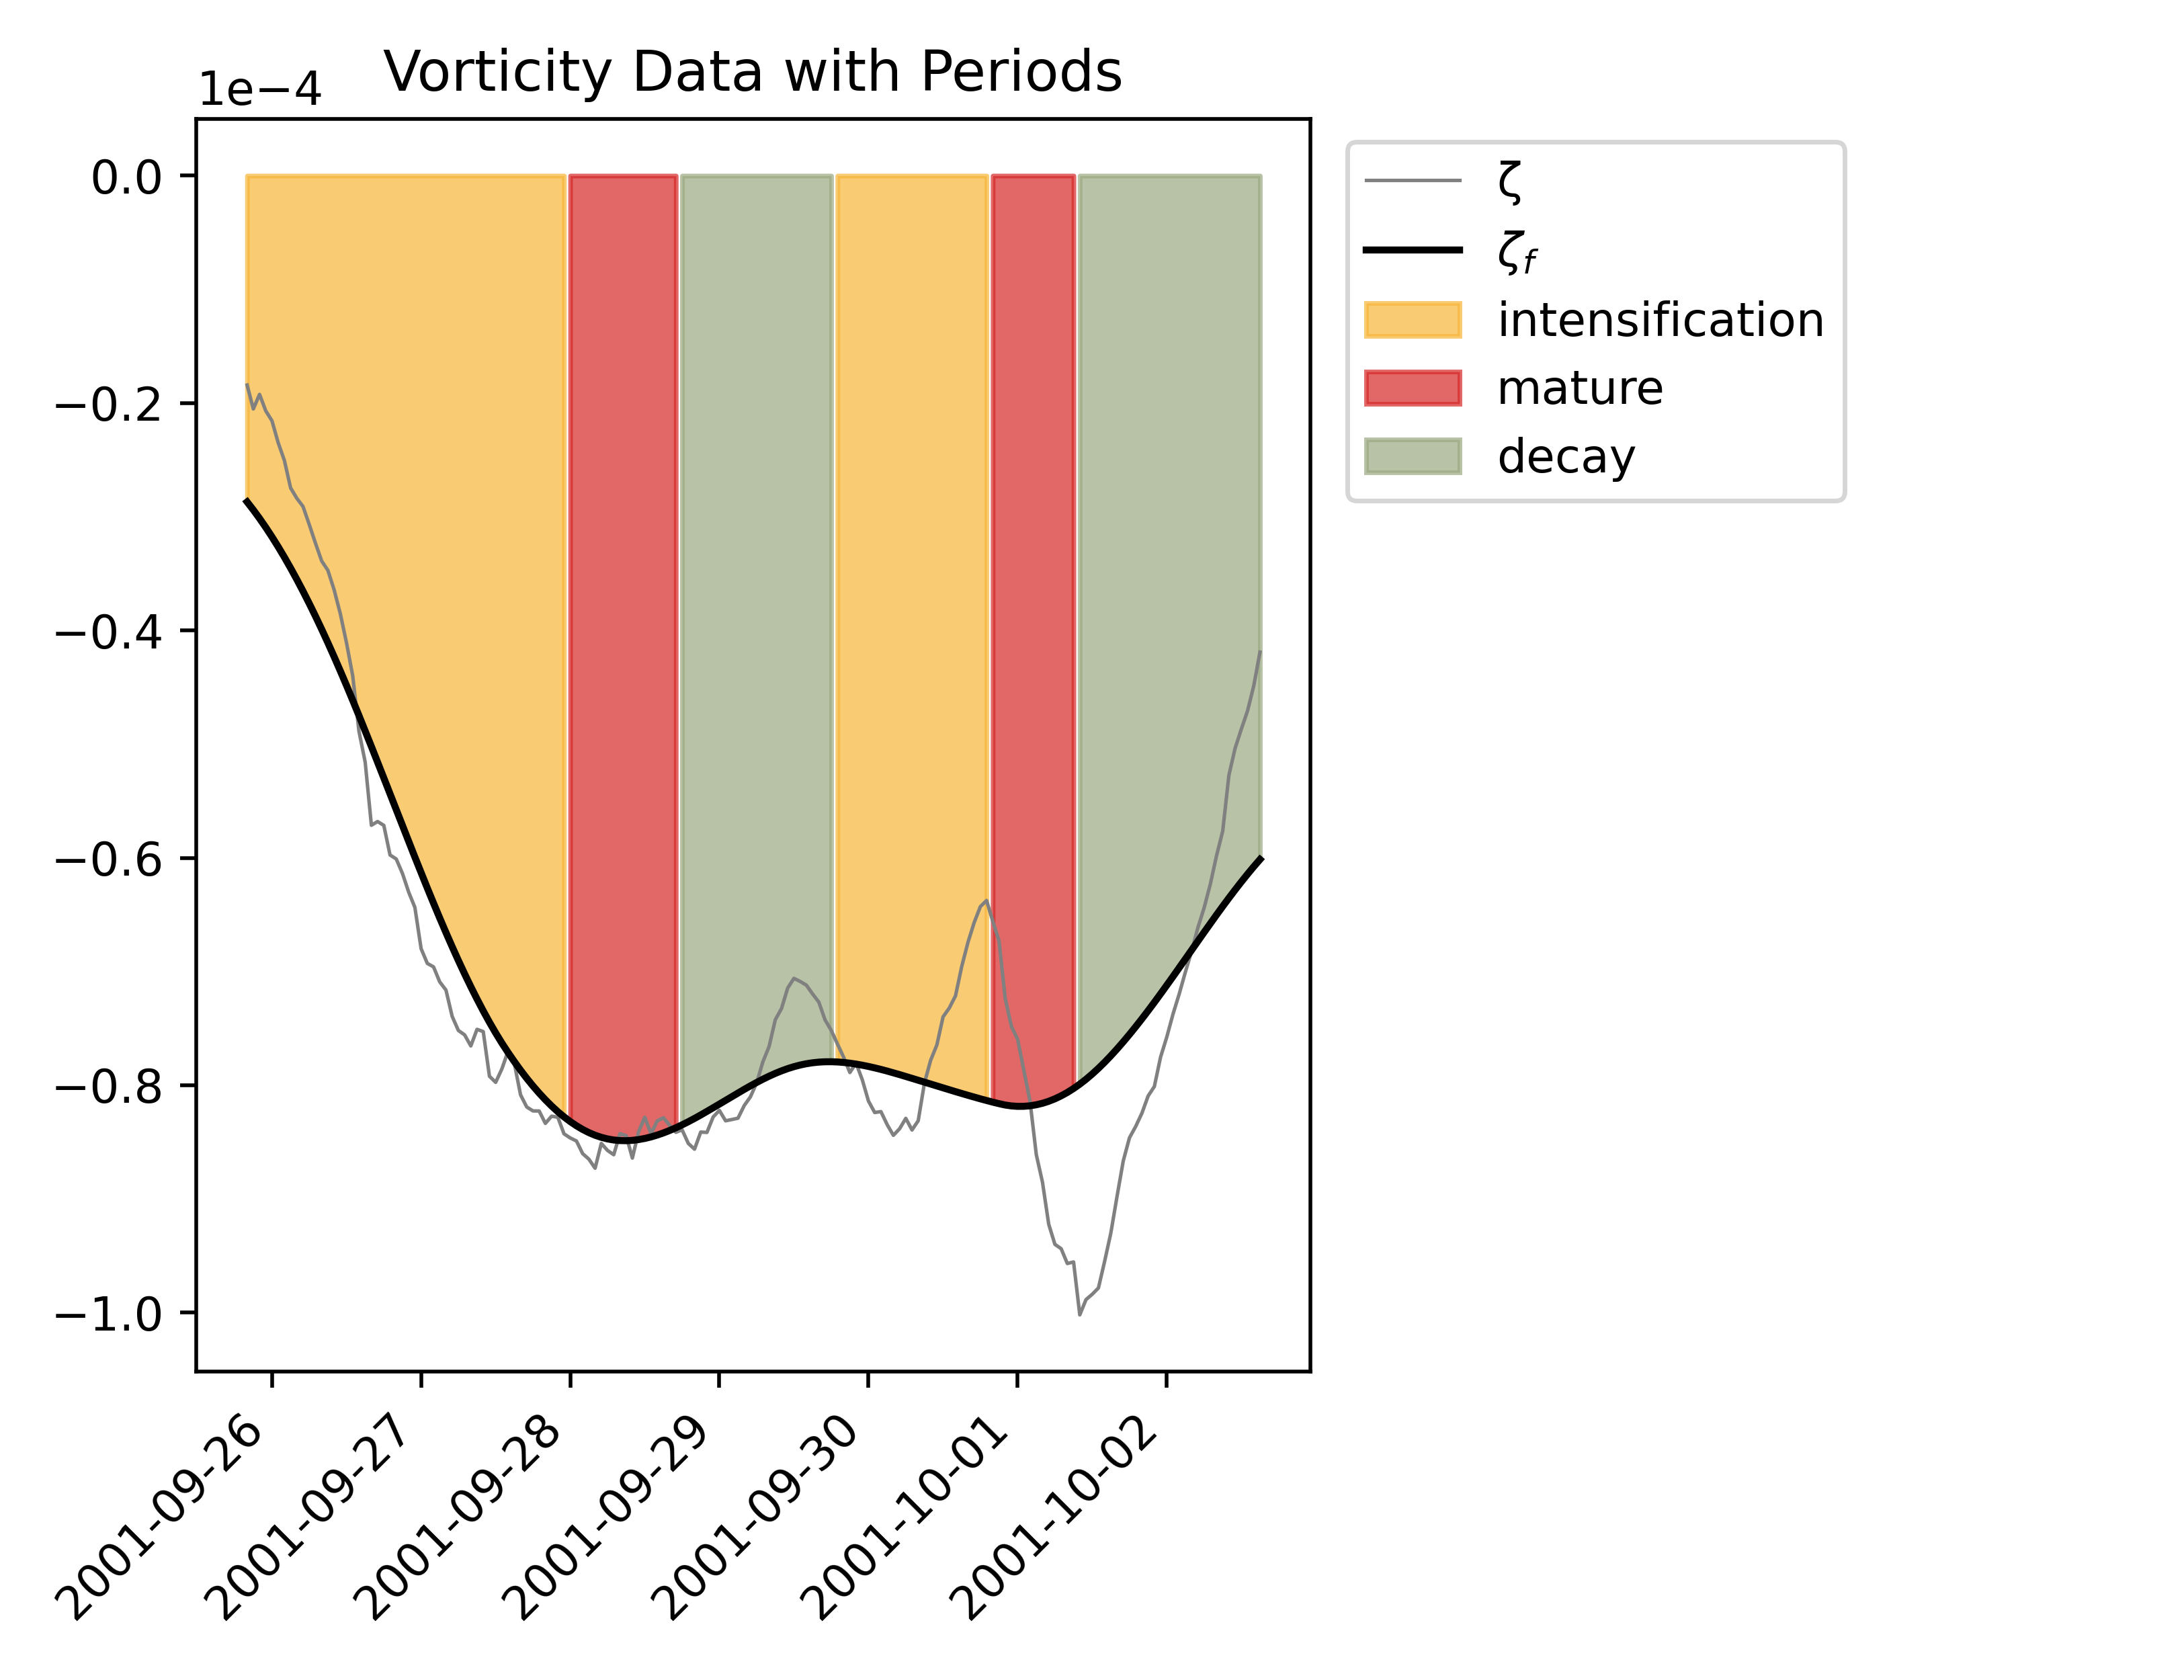 Vorticity Data with Periods
1e−4
0.0
−0.2
−0.4
−0.6
−0.8
−1.0
2001-09-26
2001-09-27
2001-09-28
2001-09-29
2001-09-30
2001-10-01
2001-10-02
ζ
ζf
intensification
mature
decay